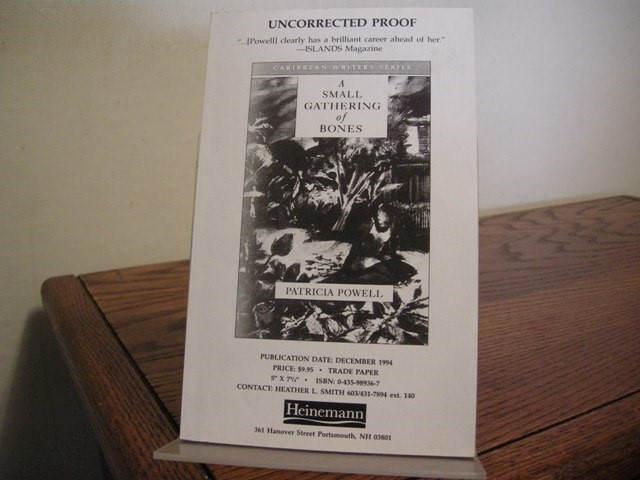 UNCORRECTED PROOF
"...[Powell] clearly has a brilliant career ahead of her."
—ISLANDS Magazine
CARIBBEAN WRITERS SERIES
A
SMALL
GATHERING
of
BONES
PATRICIA POWELL
PUBLICATION DATE: DECEMBER 1994
PRICE: $9.95 • TRADE PAPER
5" X 7¾" • ISBN: 0-435-98936-7
CONTACT: HEATHER L. SMITH 603/431-7894 ext. 140
Heinemann
361 Hanover Street Portsmouth, NH 03801